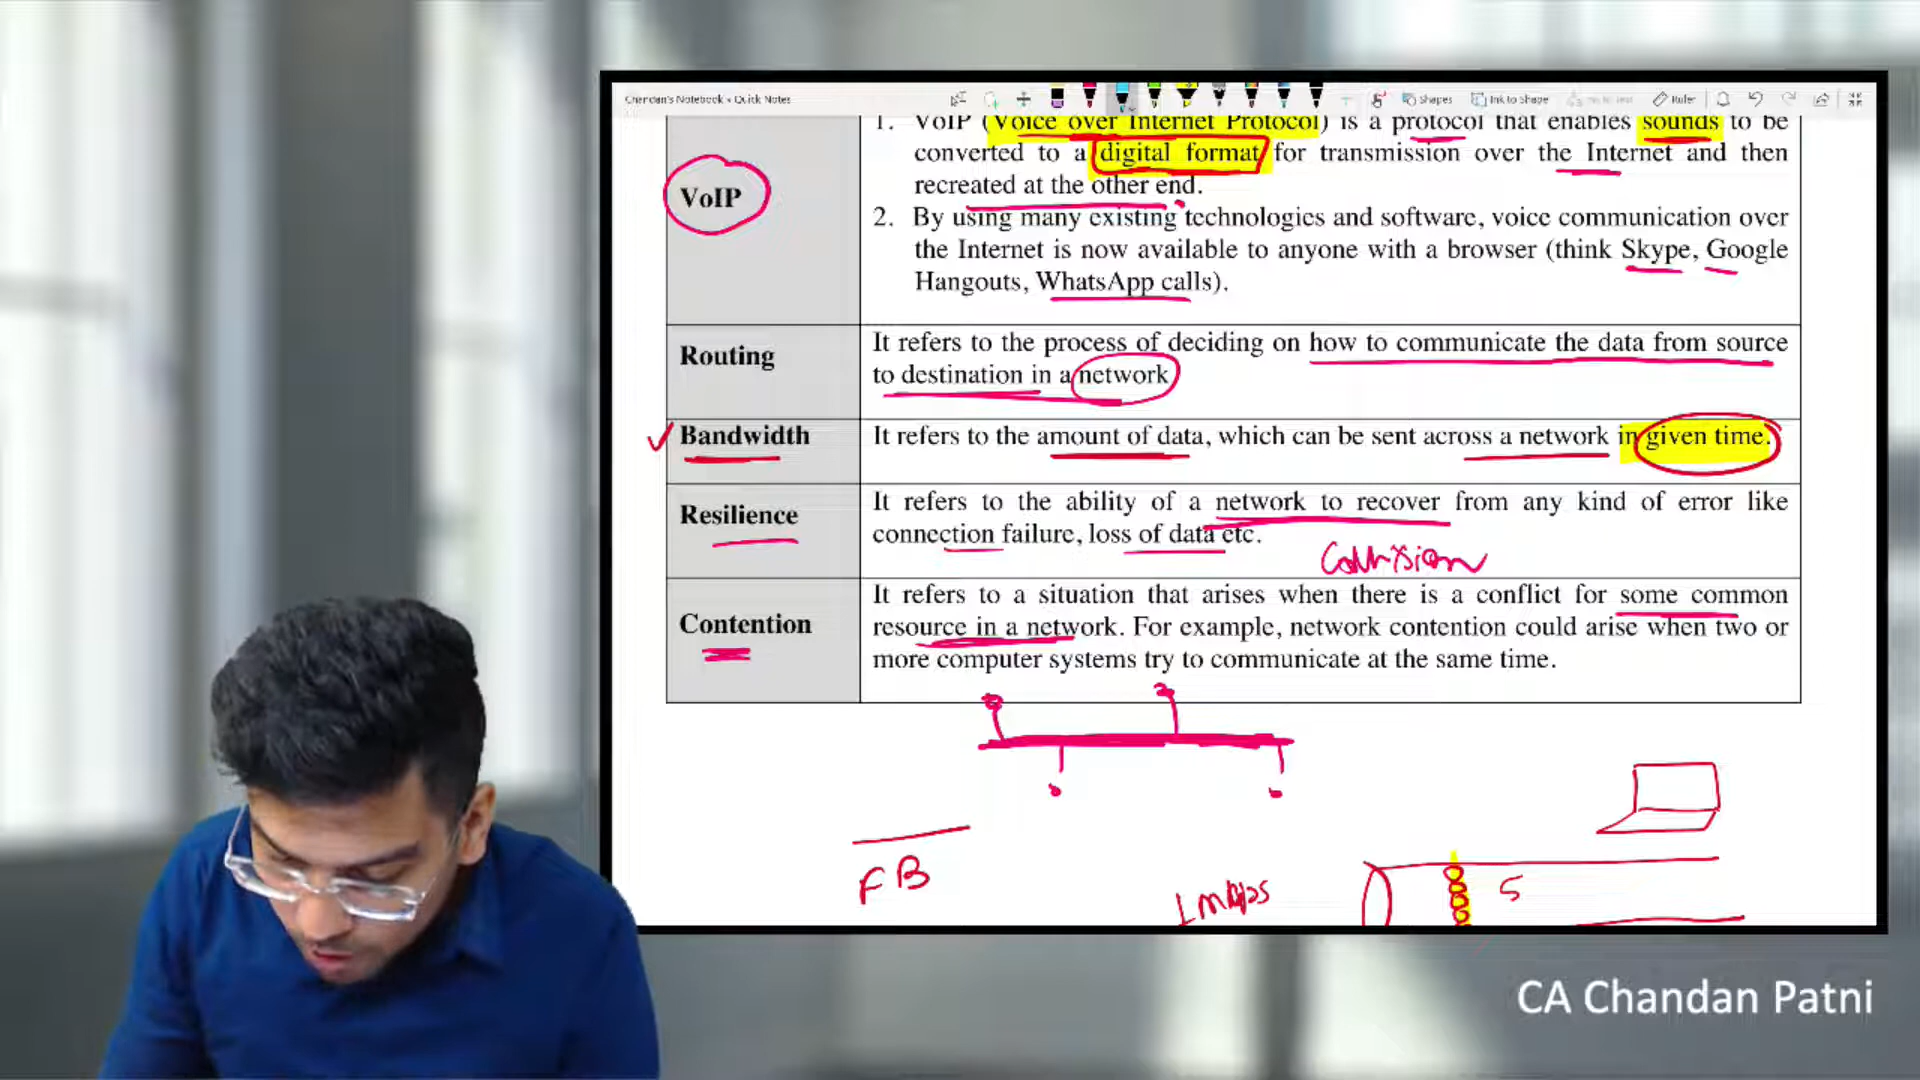 Chandan's Notebook » Quick Notes
Shapes
Ink to Shape
Ruler
1. VoIP (Voice over Internet Protocol) is a protocol that enables sounds to be
converted to a digital format for transmission over the Internet and then
recreated at the other end.
VoIP
2. By using many existing technologies and software, voice communication over
the Internet is now available to anyone with a browser (think Skype, Google
Hangouts, WhatsApp calls).
Routing
It refers to the process of deciding on how to communicate the data from source
to destination in a network
Bandwidth
It refers to the amount of data, which can be sent across a network in given time.
Resilience
It refers to the ability of a network to recover from any kind of error like
connection failure, loss of data etc.
Contention
It refers to a situation that arises when there is a conflict for some common
resource in a network. For example, network contention could arise when two or
more computer systems try to communicate at the same time.
FB
5
CA Chandan Patni